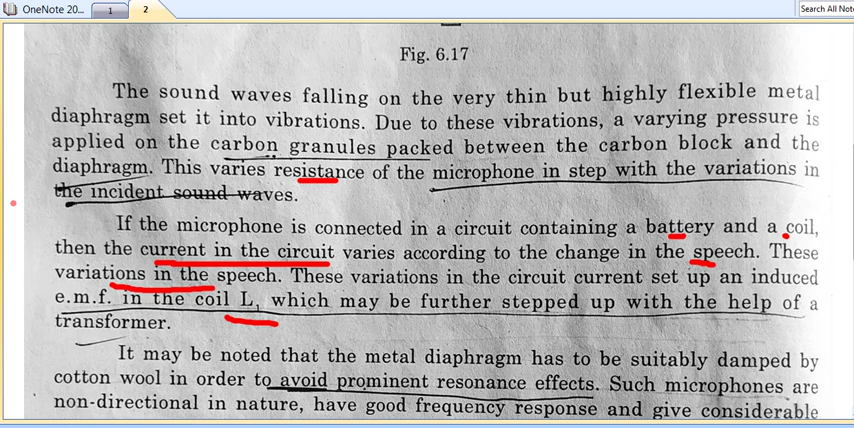 OneNote 20... 1 2 Search All Not
Fig. 6.17
The sound waves falling on the very thin but highly flexible metal
diaphragm set it into vibrations. Due to these vibrations, a varying pressure is
applied on the carbon granules packed between the carbon block and the
diaphragm. This varies resistance of the microphone in step with the variations in
the incident sound waves.
If the microphone is connected in a circuit containing a battery and a coil,
then the current in the circuit varies according to the change in the speech. These
variations in the speech. These variations in the circuit current set up an induced
e.m.f. in the coil L, which may be further stepped up with the help of a
transformer.
It may be noted that the metal diaphragm has to be suitably damped by
cotton wool in order to avoid prominent resonance effects. Such microphones are
non-directional in nature, have good frequency response and give considerable